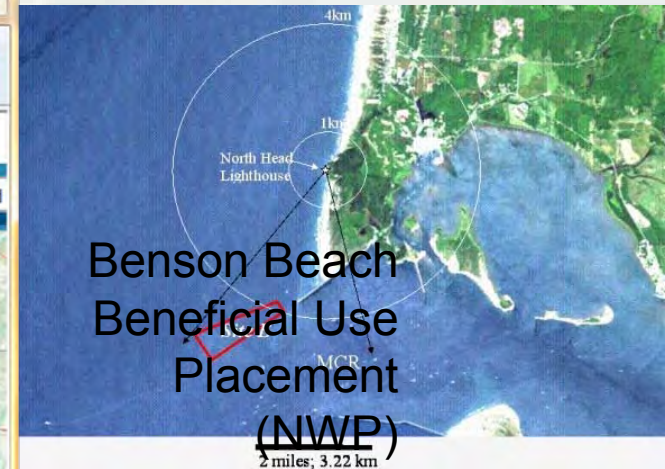 4km
1km
North Head
Lighthouse
Benson Beach
Beneficial Use
Placement
MCR
(NWP)
2 miles; 3.22 km